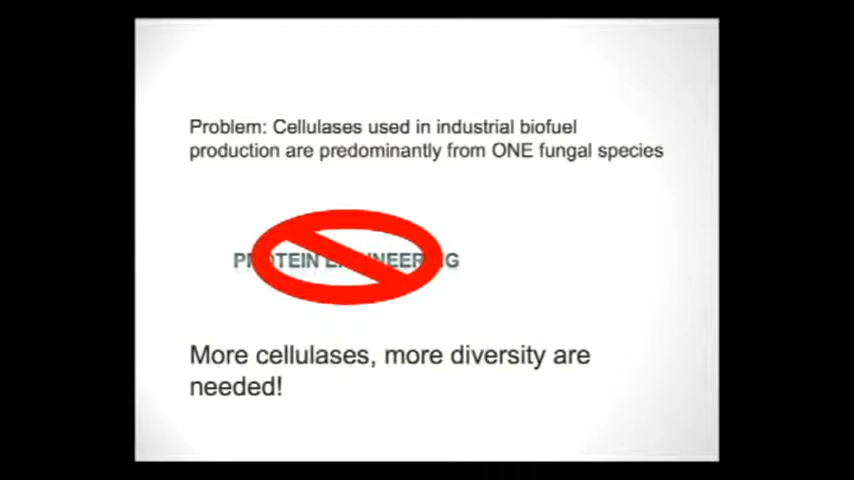 Problem: Cellulases used in industrial biofuel
production are predominantly from ONE fungal species
PROTEIN ENGINEERING
More cellulases, more diversity are
needed!